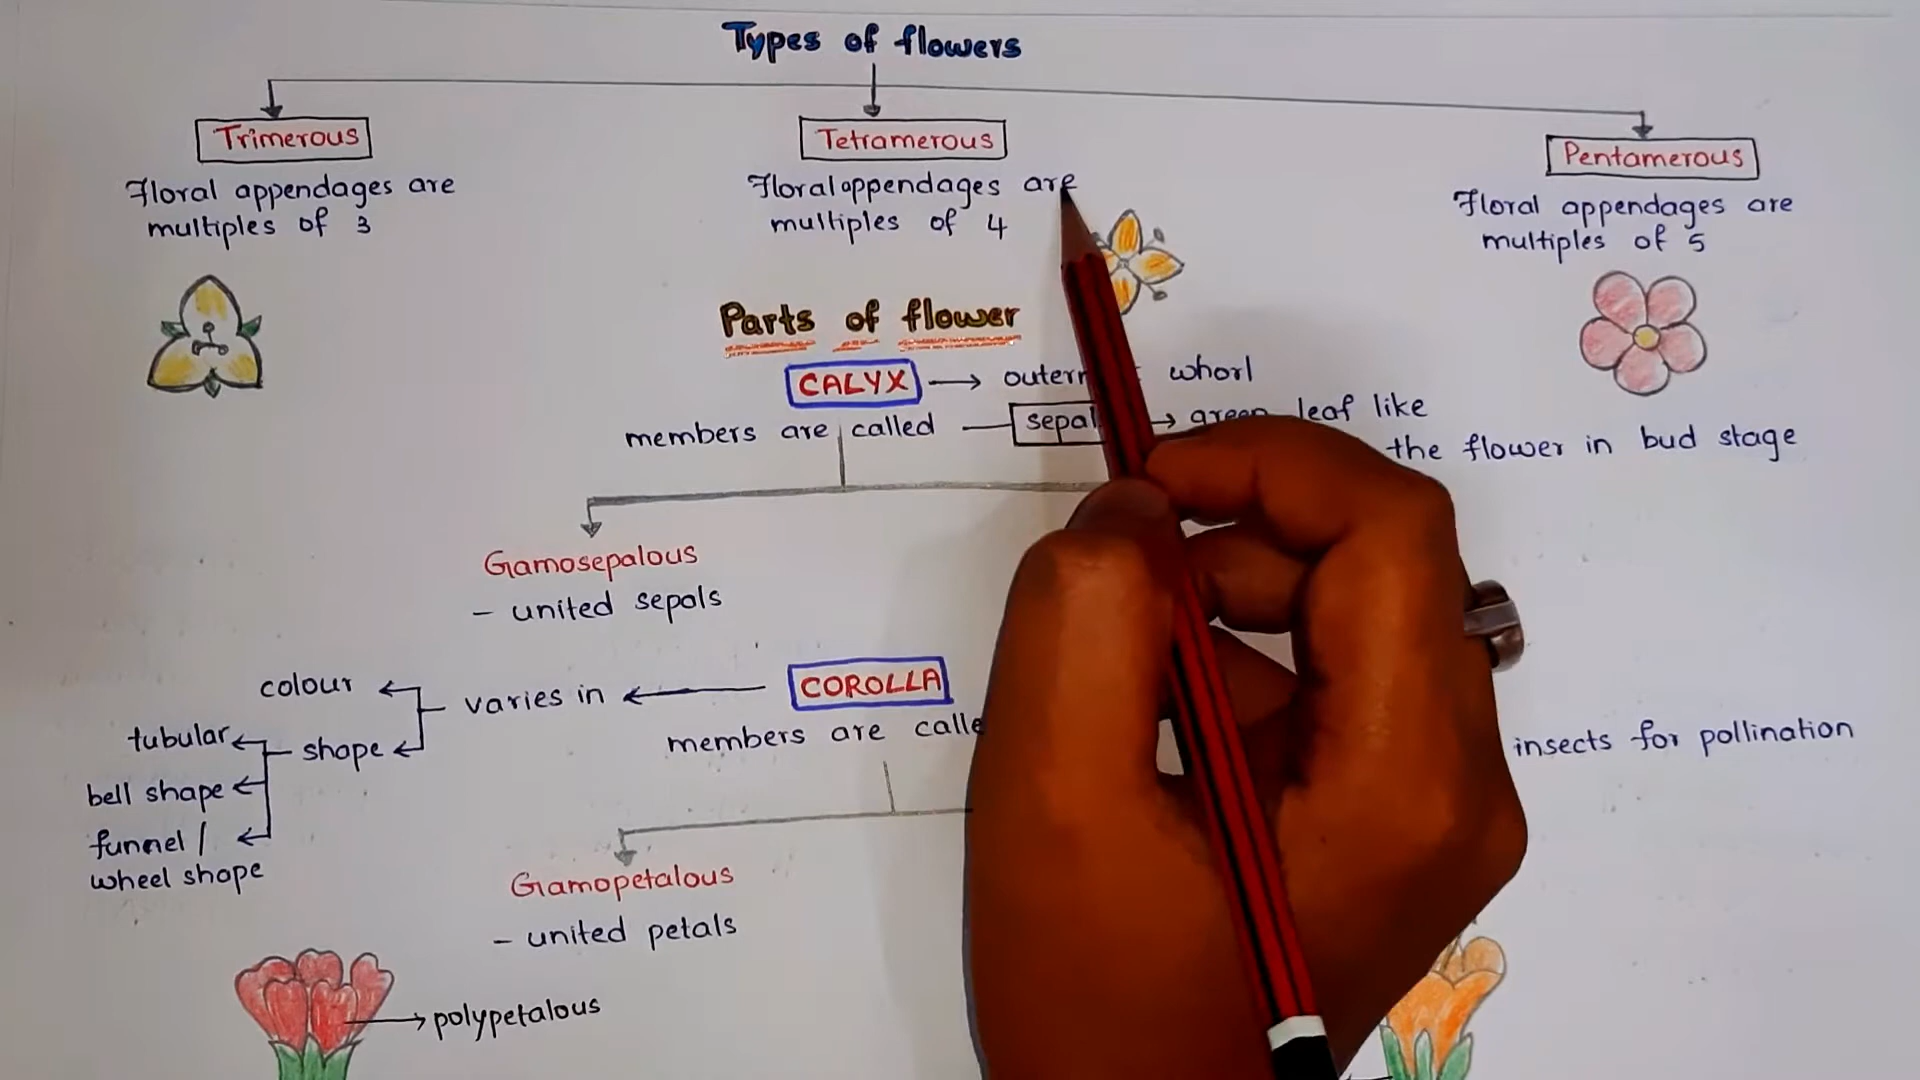 Types of flowers
Trimerous
Floral appendages are
multiples of 3
Tetramerous
Floral appendages are
multiples of 4
Pentamerous
Floral appendages are
multiples of 5
Parts of flower
CALYX → whorl
members are called sepal → green leaf like
the flower in bud stage
Gamosepalous
- united sepals
COROLLA
varies in
colour
shape
tubular
bell shape
funnel /
wheel shape
members are
insects for pollination
Gamopetalous
- united petals
polypetalous